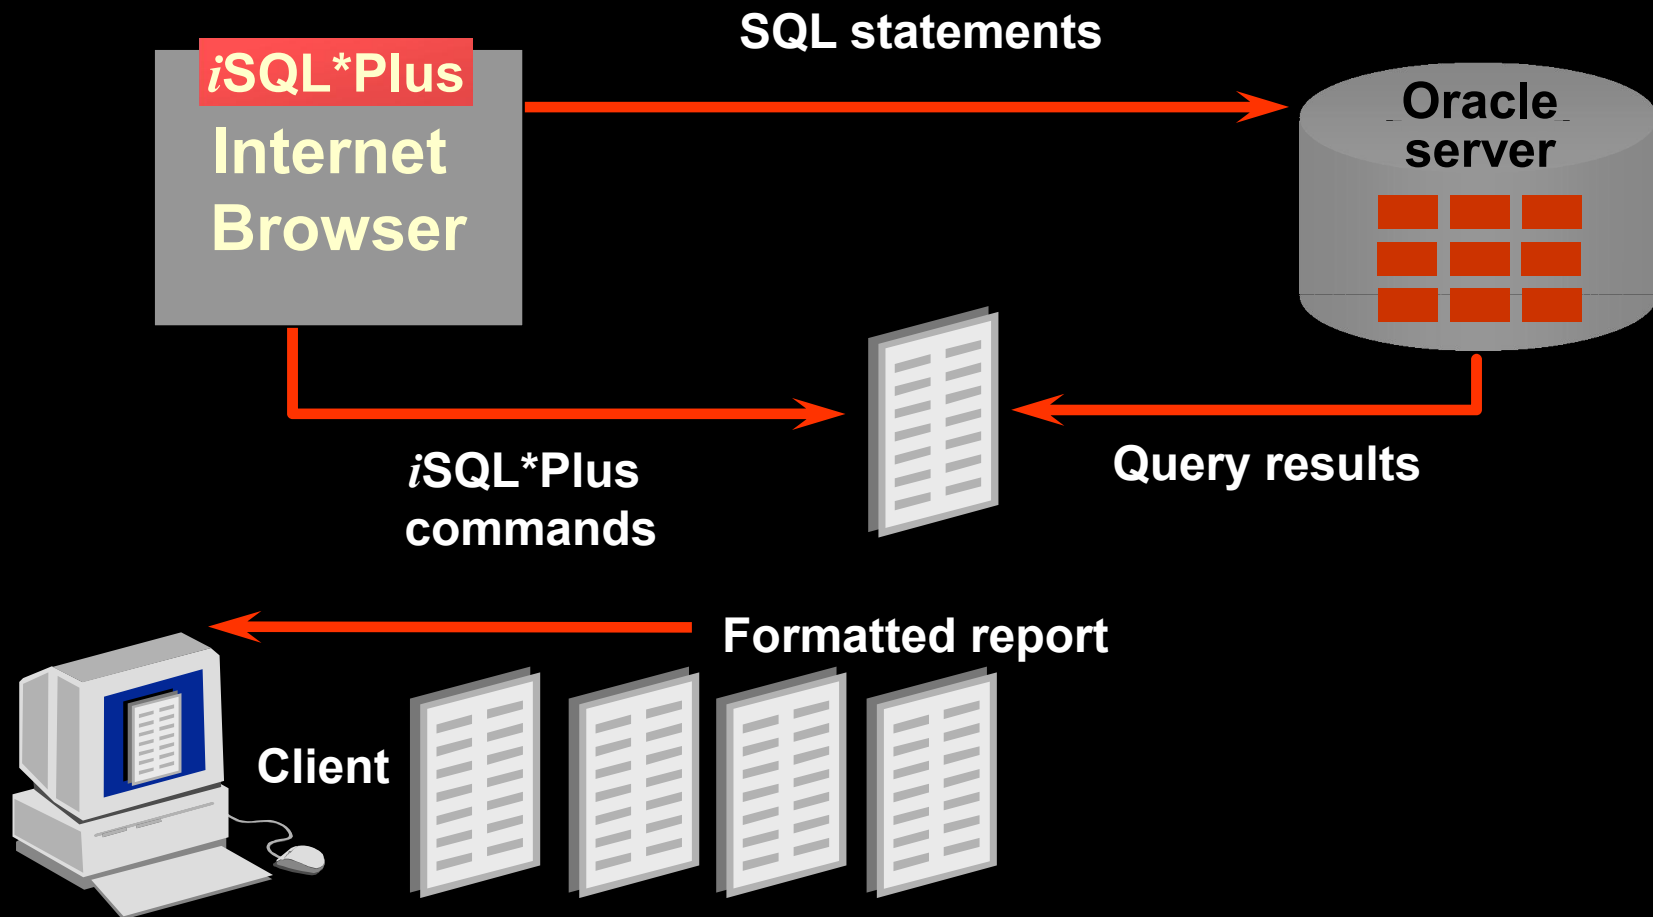 SQL statements
iSQL*Plus
Internet
Browser
Oracle
server
iSQL*Plus
commands
Query results
Formatted report
Client